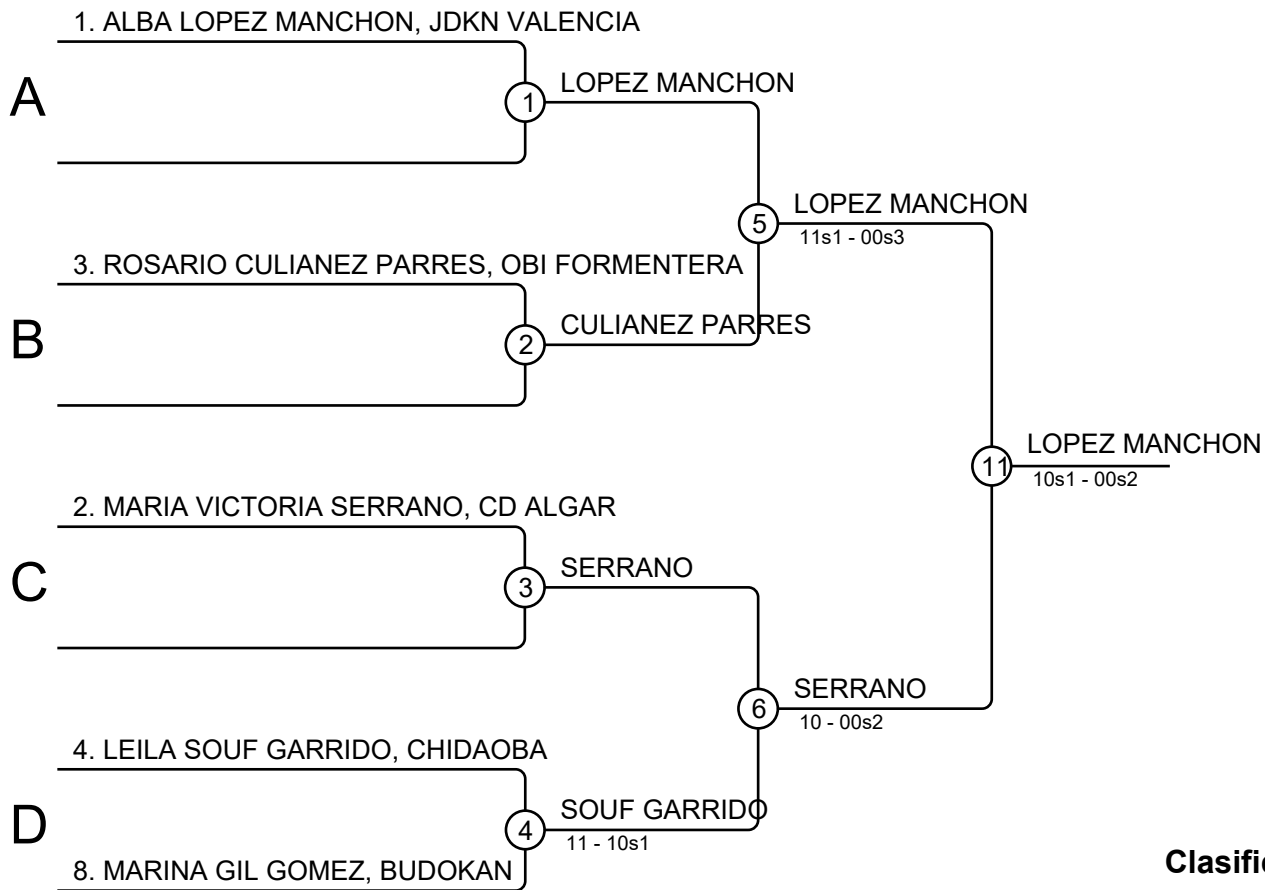 1. ALBA LOPEZ MANCHON, JDKN VALENCIA
A
1
LOPEZ MANCHON
5
LOPEZ MANCHON
11s1 - 00s3
3. ROSARIO CULIANEZ PARRES, OBI FORMENTERA
B
2
CULIANEZ PARRES
11
LOPEZ MANCHON
10s1 - 00s2
2. MARIA VICTORIA SERRANO, CD ALGAR
C
3
SERRANO
6
SERRANO
10 - 00s2
4. LEILA SOUF GARRIDO, CHIDAOBA
D
4
SOUF GARRIDO
11 - 10s1
8. MARINA GIL GOMEZ, BUDOKAN